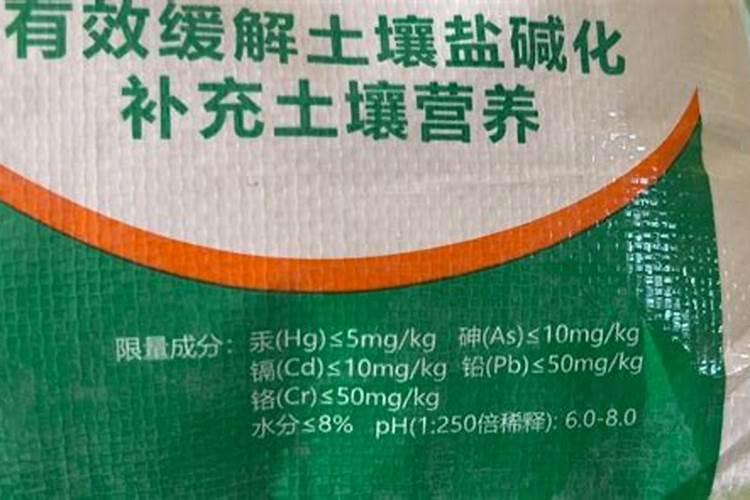 有效缓解土壤盐碱化
补充土壤营养
限量成分: 汞(Hg)≤5mg/kg 砷(As)≤10mg/kg
镉(Cd)≤10mg/kg 铅(Pb)≤50mg/kg
铬(Cr)≤50mg/kg
水分≤8% pH(1:250倍稀释): 6.0-8.0